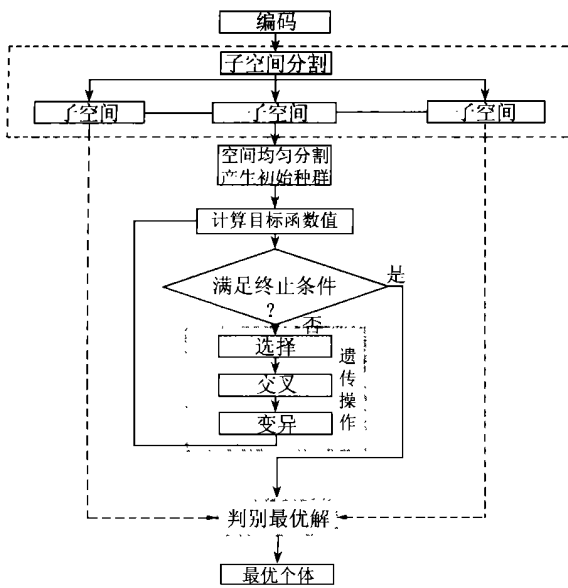 编码
子空间分割
子空间
子空间
子空间
空间均匀分割
产生初始种群
计算目标函数值
满足终止条件
?
是
否
选择
交叉
变异
遗传操作
判别最优解
最优个体